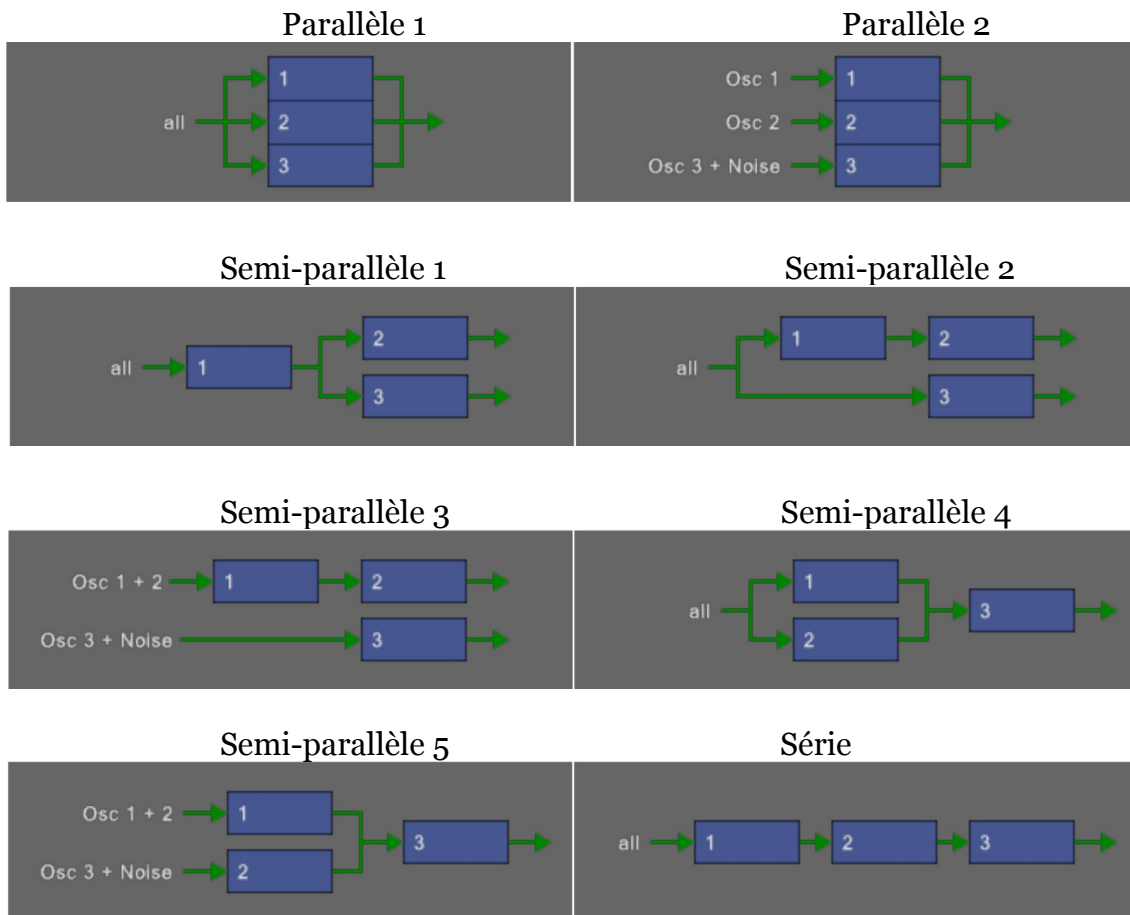 Parallèle 1
Parallèle 2
1
all
2
3
Osc 1
1
Osc 2
2
Osc 3 + Noise
3
Semi-parallèle 1
Semi-parallèle 2
all
1
2
3
all
1
2
3
Semi-parallèle 3
Semi-parallèle 4
Osc 1 + 2
1
2
Osc 3 + Noise
3
all
1
2
3
Semi-parallèle 5
Série
Osc 1 + 2
1
Osc 3 + Noise
2
3
all
1
2
3